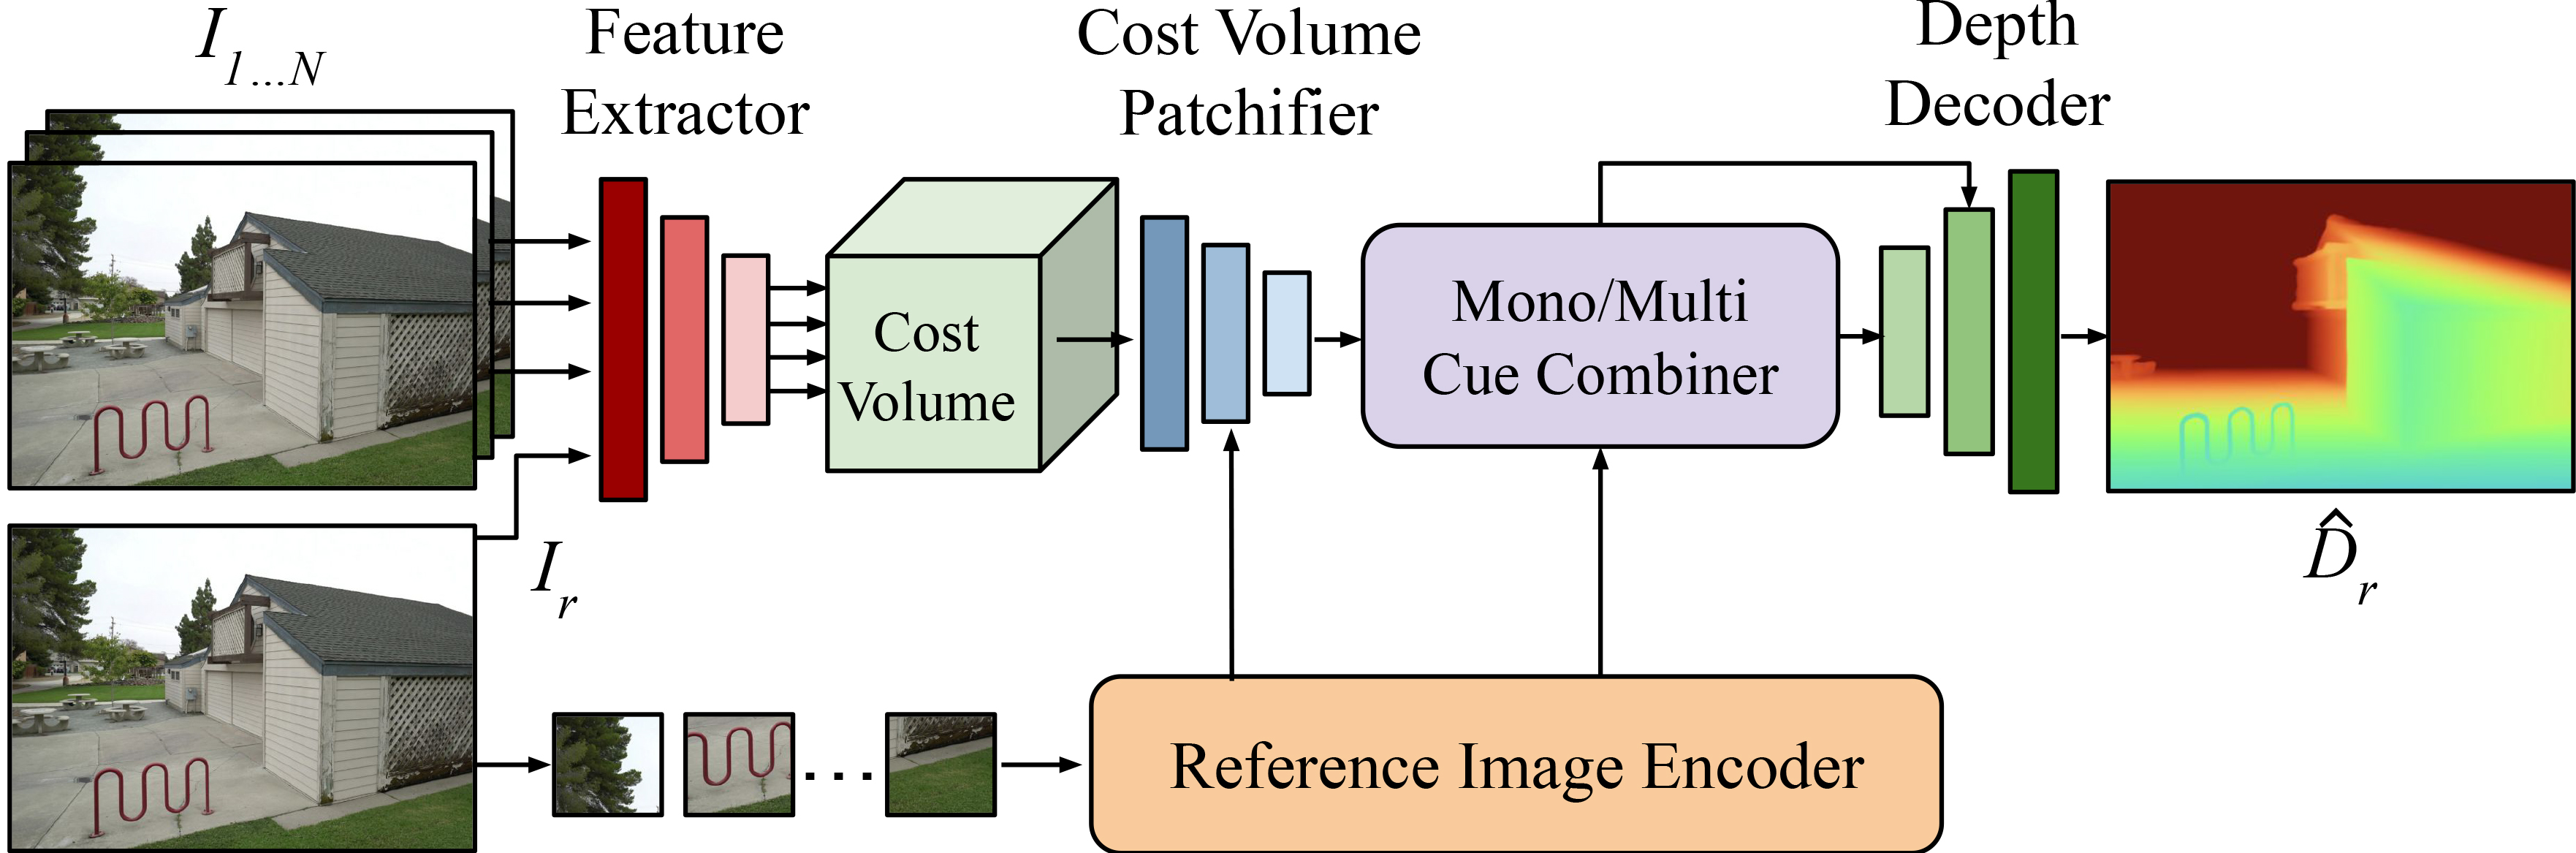 I_{1...N}
Feature
Extractor
Cost Volume
Patchifier
Depth
Decoder
Cost
Volume
Mono/Multi
Cue Combiner
I_r
D̂_r
...
Reference Image Encoder